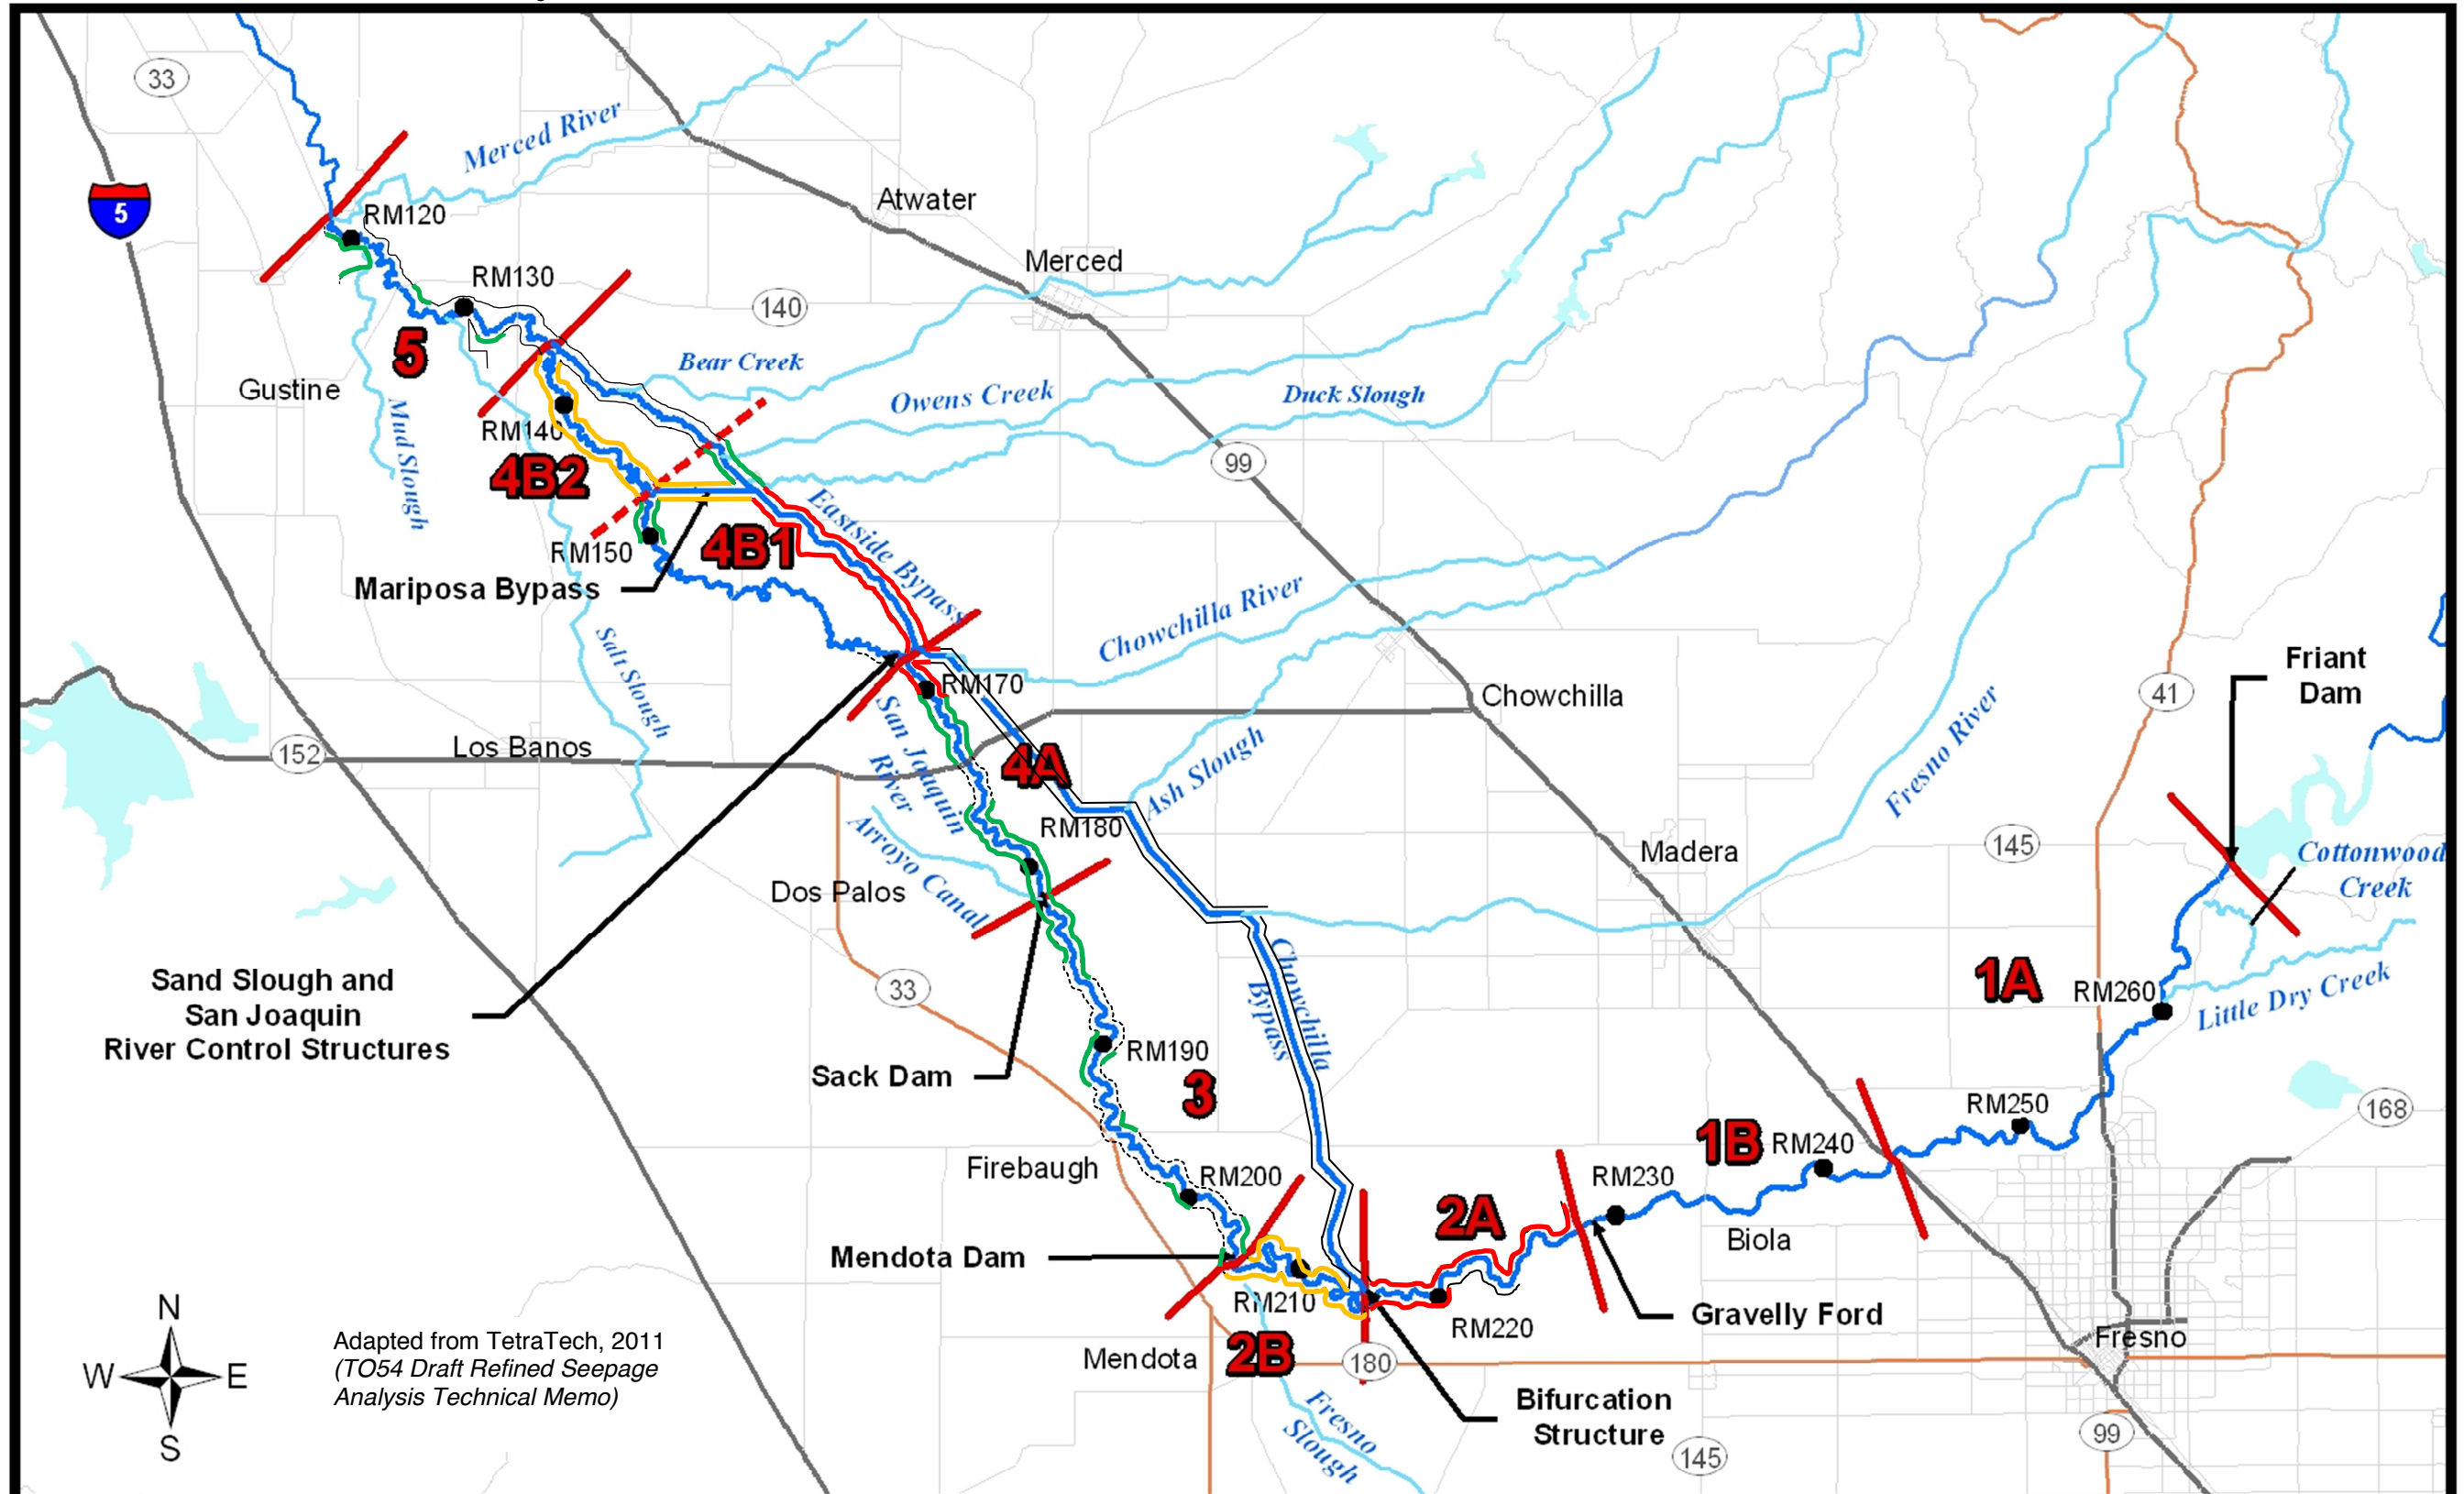 33
Merced River
5
RM120
Atwater
Merced
RM130
140
5
Gustine
Bear Creek
Owens Creek
Duck Slough
Mud Slough
RM140
4B2
99
Eastside Bypass
RM150
4B1
Mariposa Bypass
Chowchilla River
Salt Slough
Friant
Dam
RM170
Chowchilla
41
San Joaquin
River
Fresno River
152
Los Banos
4A
Ash Slough
RM180
Arroyo Canal
Madera
145
Cottonwood
Creek
Dos Palos
Sand Slough and
San Joaquin
River Control Structures
33
Chowchilla
Bypass
1A
RM260
Little Dry Creek
Sack Dam
RM190
3
168
RM250
1B
RM240
Firebaugh
RM200
RM230
2A
Biola
Mendota Dam
RM210
RM220
Gravelly Ford
Fresno
Mendota
2B
180
Bifurcation
Structure
Fresno
Slough
99
145
N
W
E
S
Adapted from TetraTech, 2011
(TO54 Draft Refined Seepage
Analysis Technical Memo)